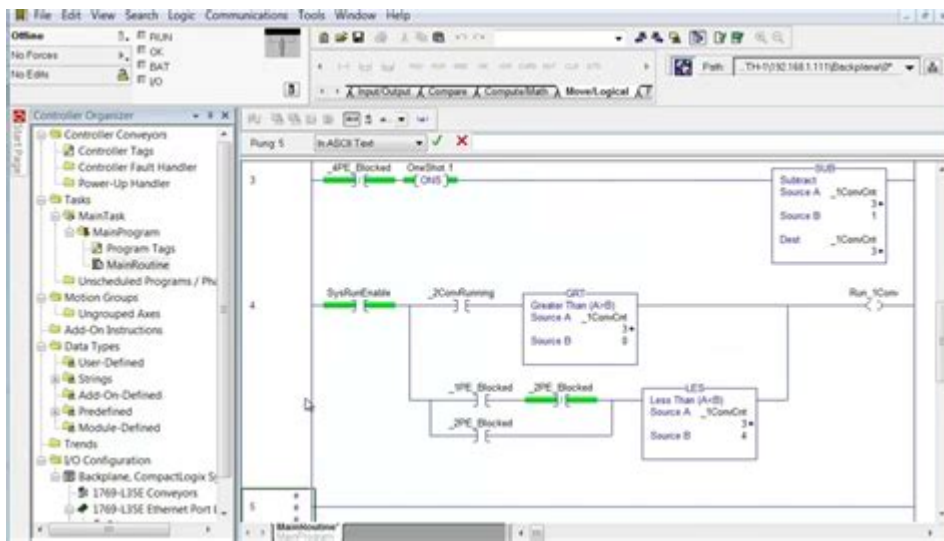 File Edit View Search Logic Communications Tools Window Help
Offline
RUN
No Forces
OK
BAT
No Edits
I/O
Path:
Input/Output Compare Compute/Math Move/Logical
Start Page
Controller Organizer
Controller Conveyors
Controller Tags
Controller Fault Handler
Power-Up Handler
Tasks
MainTask
MainProgram
Program Tags
MainRoutine
Unscheduled Programs / Pha
Motion Groups
Ungrouped Axes
Add-On Instructions
Data Types
User-Defined
Strings
Add-On-Defined
Predefined
Module-Defined
Trends
I/O Configuration
Backplane, CompactLogix Sy
1769-L35E Conveyors
1769-L35E Ethernet Port L
Rung 5
In ASCII Text
3
_4PE_Blocked
OneShot.1
ONS
SUB
Subtract
Source A _1ConvCnt
3
Source B 1
Dest _1ConvCnt
3
4
SysRunEnable
_2ConvRunning
GRT
Greater Than (A>B)
Source A _1ConvCnt
3
Source B 0
Run_1Conv
_1PE_Blocked
_2PE_Blocked
LES
Less Than (A<B)
Source A _1ConvCnt
3
Source B 4
_2PE_Blocked
5
MainRoutine*
MainProgram